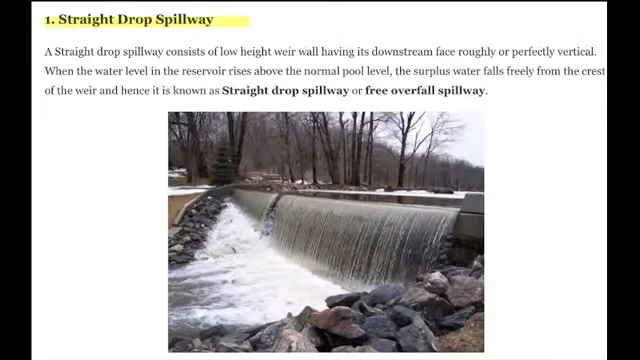 1. Straight Drop Spillway
A Straight drop spillway consists of low height weir wall having its downstream face roughly or perfectly vertical.
When the water level in the reservoir rises above the normal pool level, the surplus water falls freely from the crest
of the weir and hence it is known as Straight drop spillway or free overfall spillway.